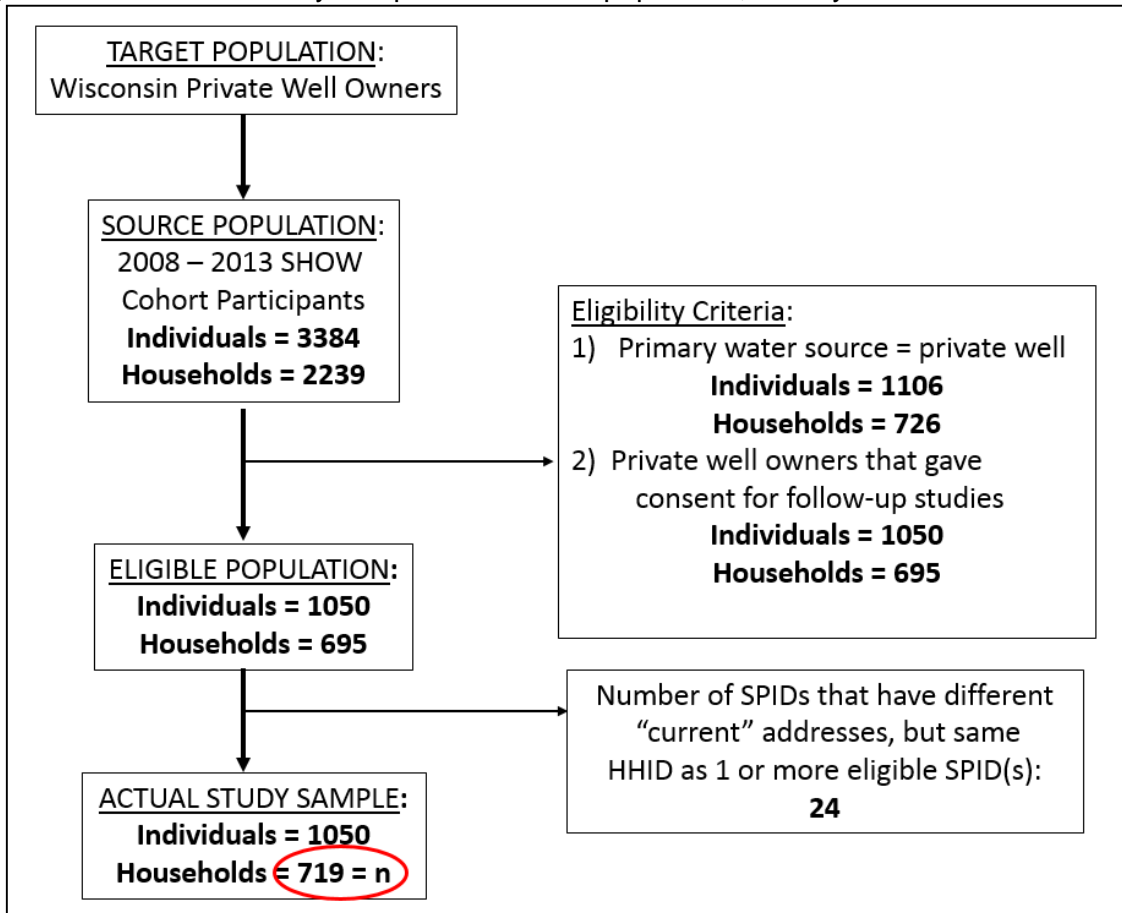 TARGET POPULATION:
Wisconsin Private Well Owners
SOURCE POPULATION:
2008 – 2013 SHOW
Cohort Participants
Individuals = 3384
Households = 2239
Eligibility Criteria:
1) Primary water source = private well
Individuals = 1106
Households = 726
2) Private well owners that gave
consent for follow-up studies
Individuals = 1050
Households = 695
ELIGIBLE POPULATION:
Individuals = 1050
Households = 695
Number of SPIDs that have different
“current” addresses, but same
HHID as 1 or more eligible SPID(s):
24
ACTUAL STUDY SAMPLE:
Individuals = 1050
Households = 719 = n